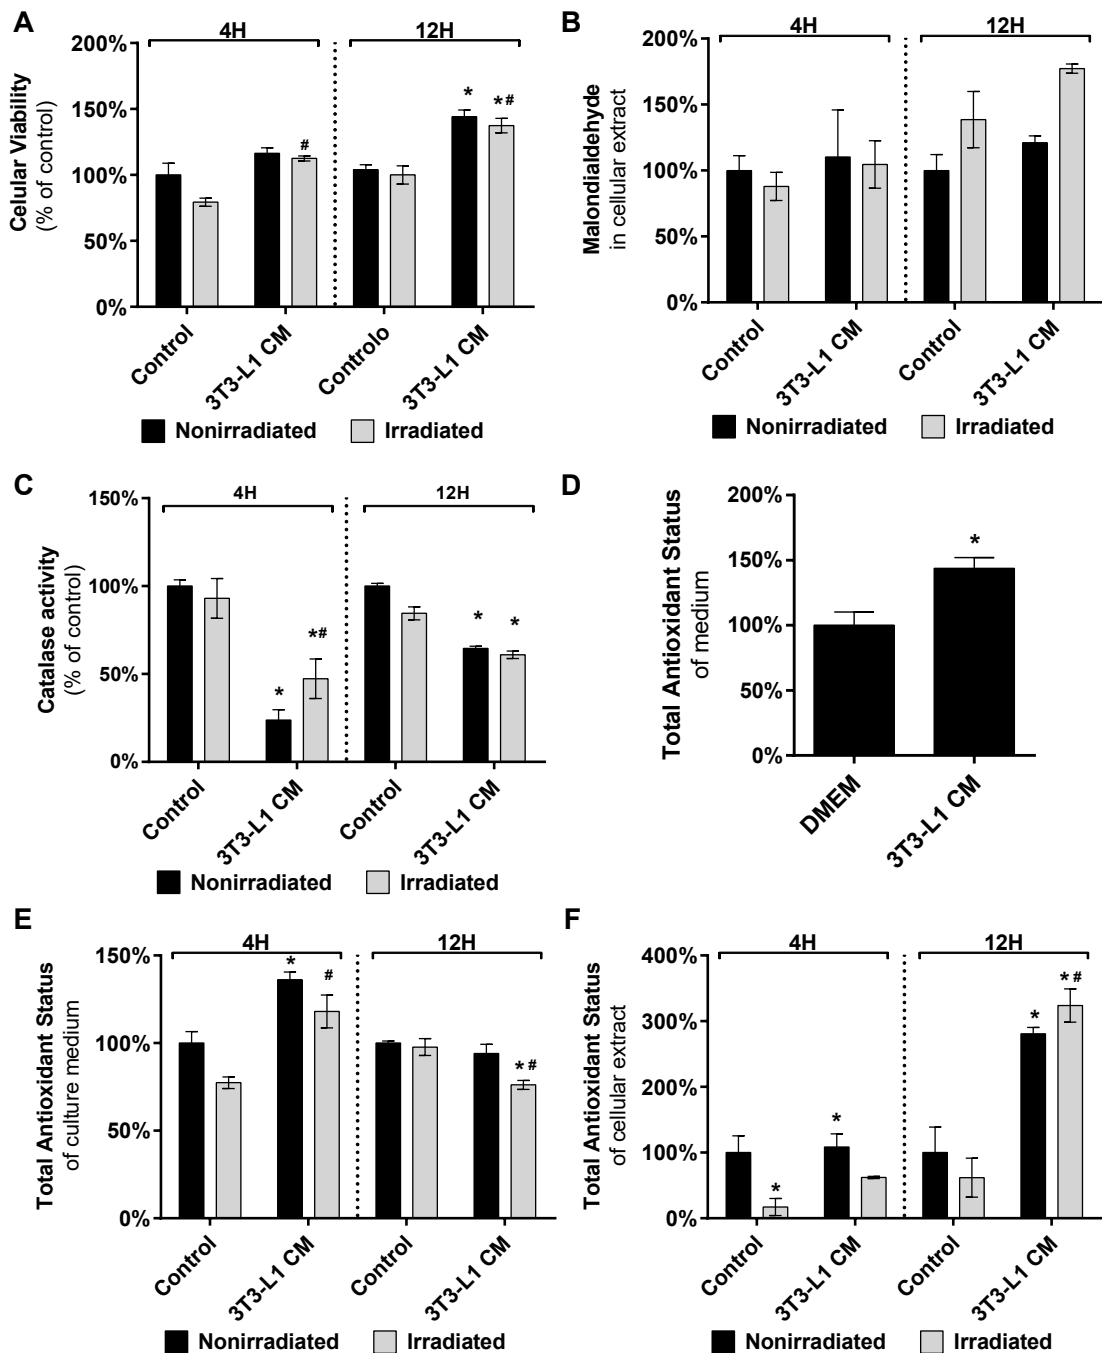 A
4H
12H
Celular Viability
(% of control)
200%
150%
100%
50%
0%
*
#
* #
Control
3T3-L1 CM
Controlo
3T3-L1 CM
Nonirradiated
Irradiated
B
4H
12H
Malondialdehyde
in cellular extract
200%
150%
100%
50%
0%
Control
3T3-L1 CM
Control
3T3-L1 CM
Nonirradiated
Irradiated
C
4H
12H
Catalase activity
(% of control)
150%
100%
50%
0%
*
*#
*
*
Control
3T3-L1 CM
Control
3T3-L1 CM
Nonirradiated
Irradiated
D
Total Antioxidant Status
of medium
200%
150%
100%
50%
0%
*
DMEM
3T3-L1 CM
E
4H
12H
Total Antioxidant Status
of culture medium
150%
100%
50%
0%
*
#
* #
Control
3T3-L1 CM
Control
3T3-L1 CM
Nonirradiated
Irradiated
F
4H
12H
Total Antioxidant Status
of cellular extract
400%
300%
200%
100%
0%
*
*
*
* #
Control
3T3-L1 CM
Control
3T3-L1 CM
Nonirradiated
Irradiated